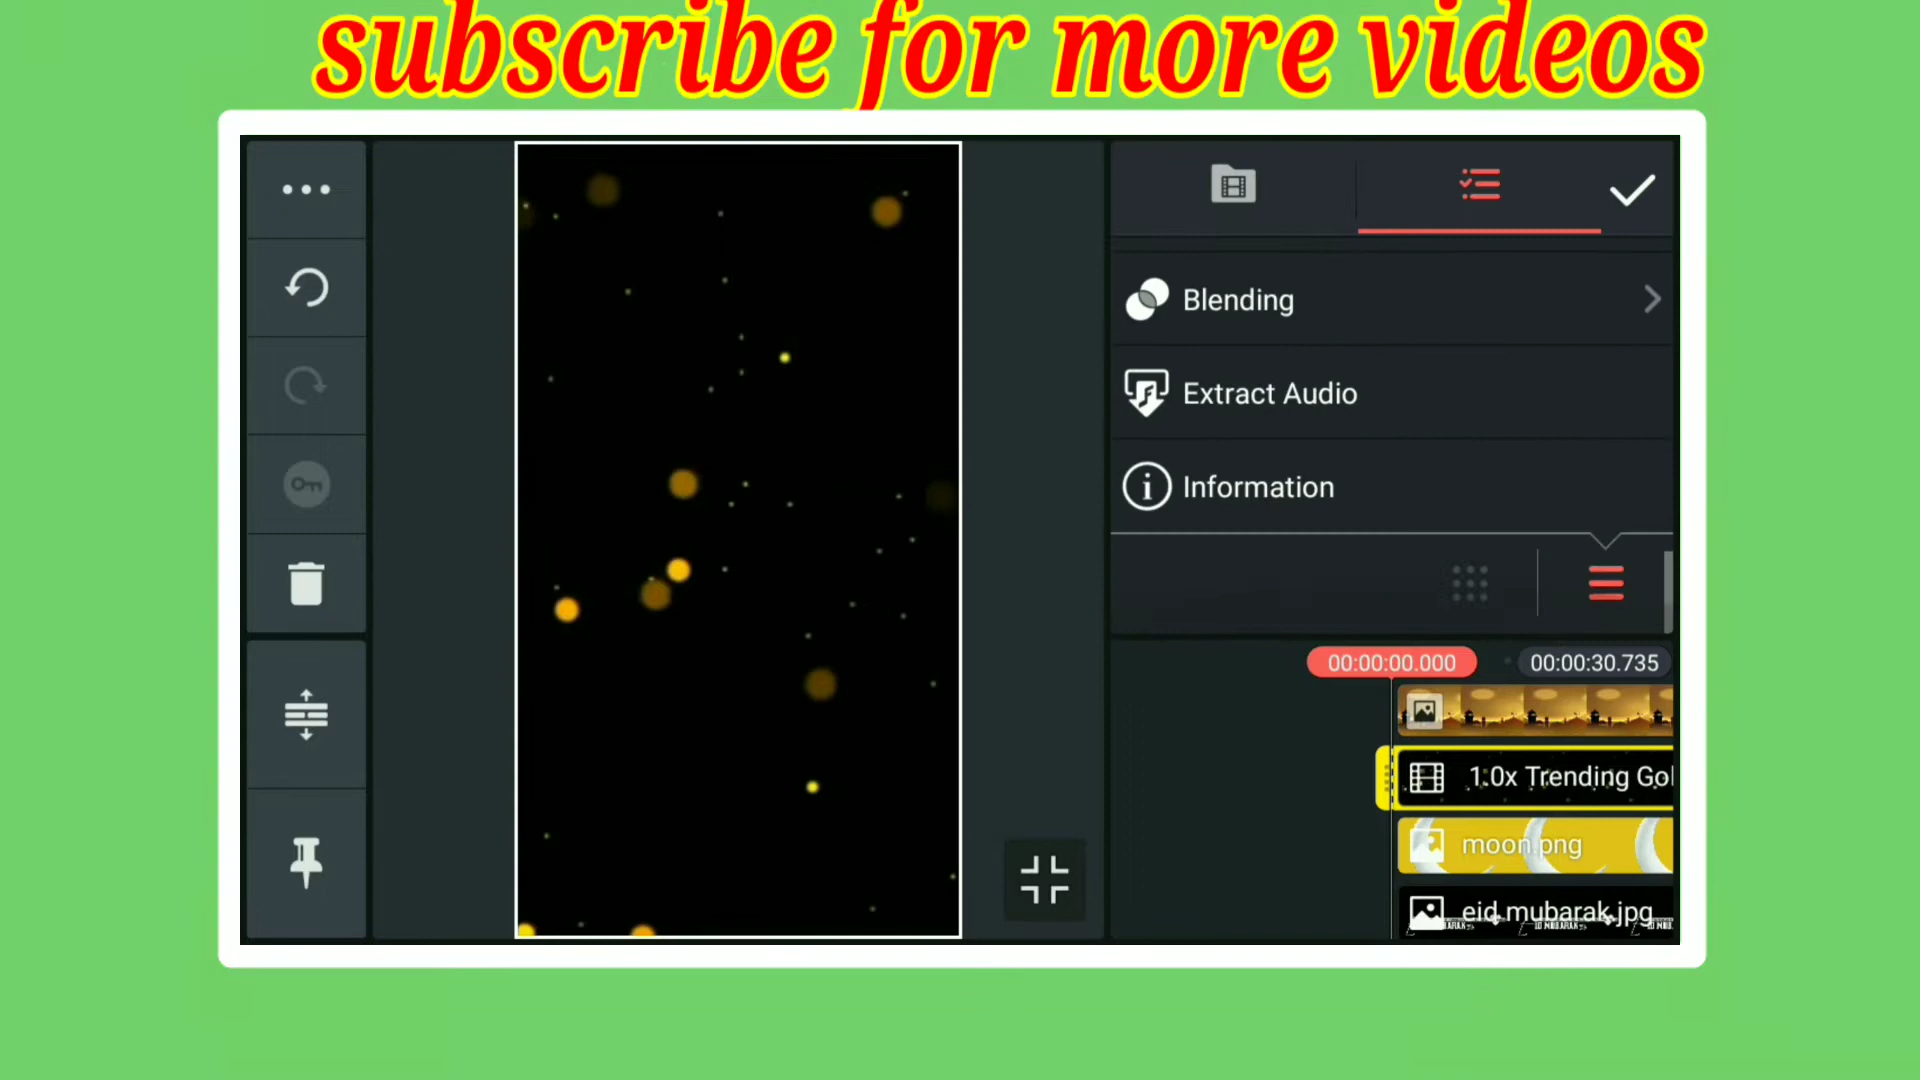 subscribe for more videos
Blending
Extract Audio
Information
00:00:00.000
00:00:30.735
1.0x Trending Gol
moon.png
eid mubarak.jpg